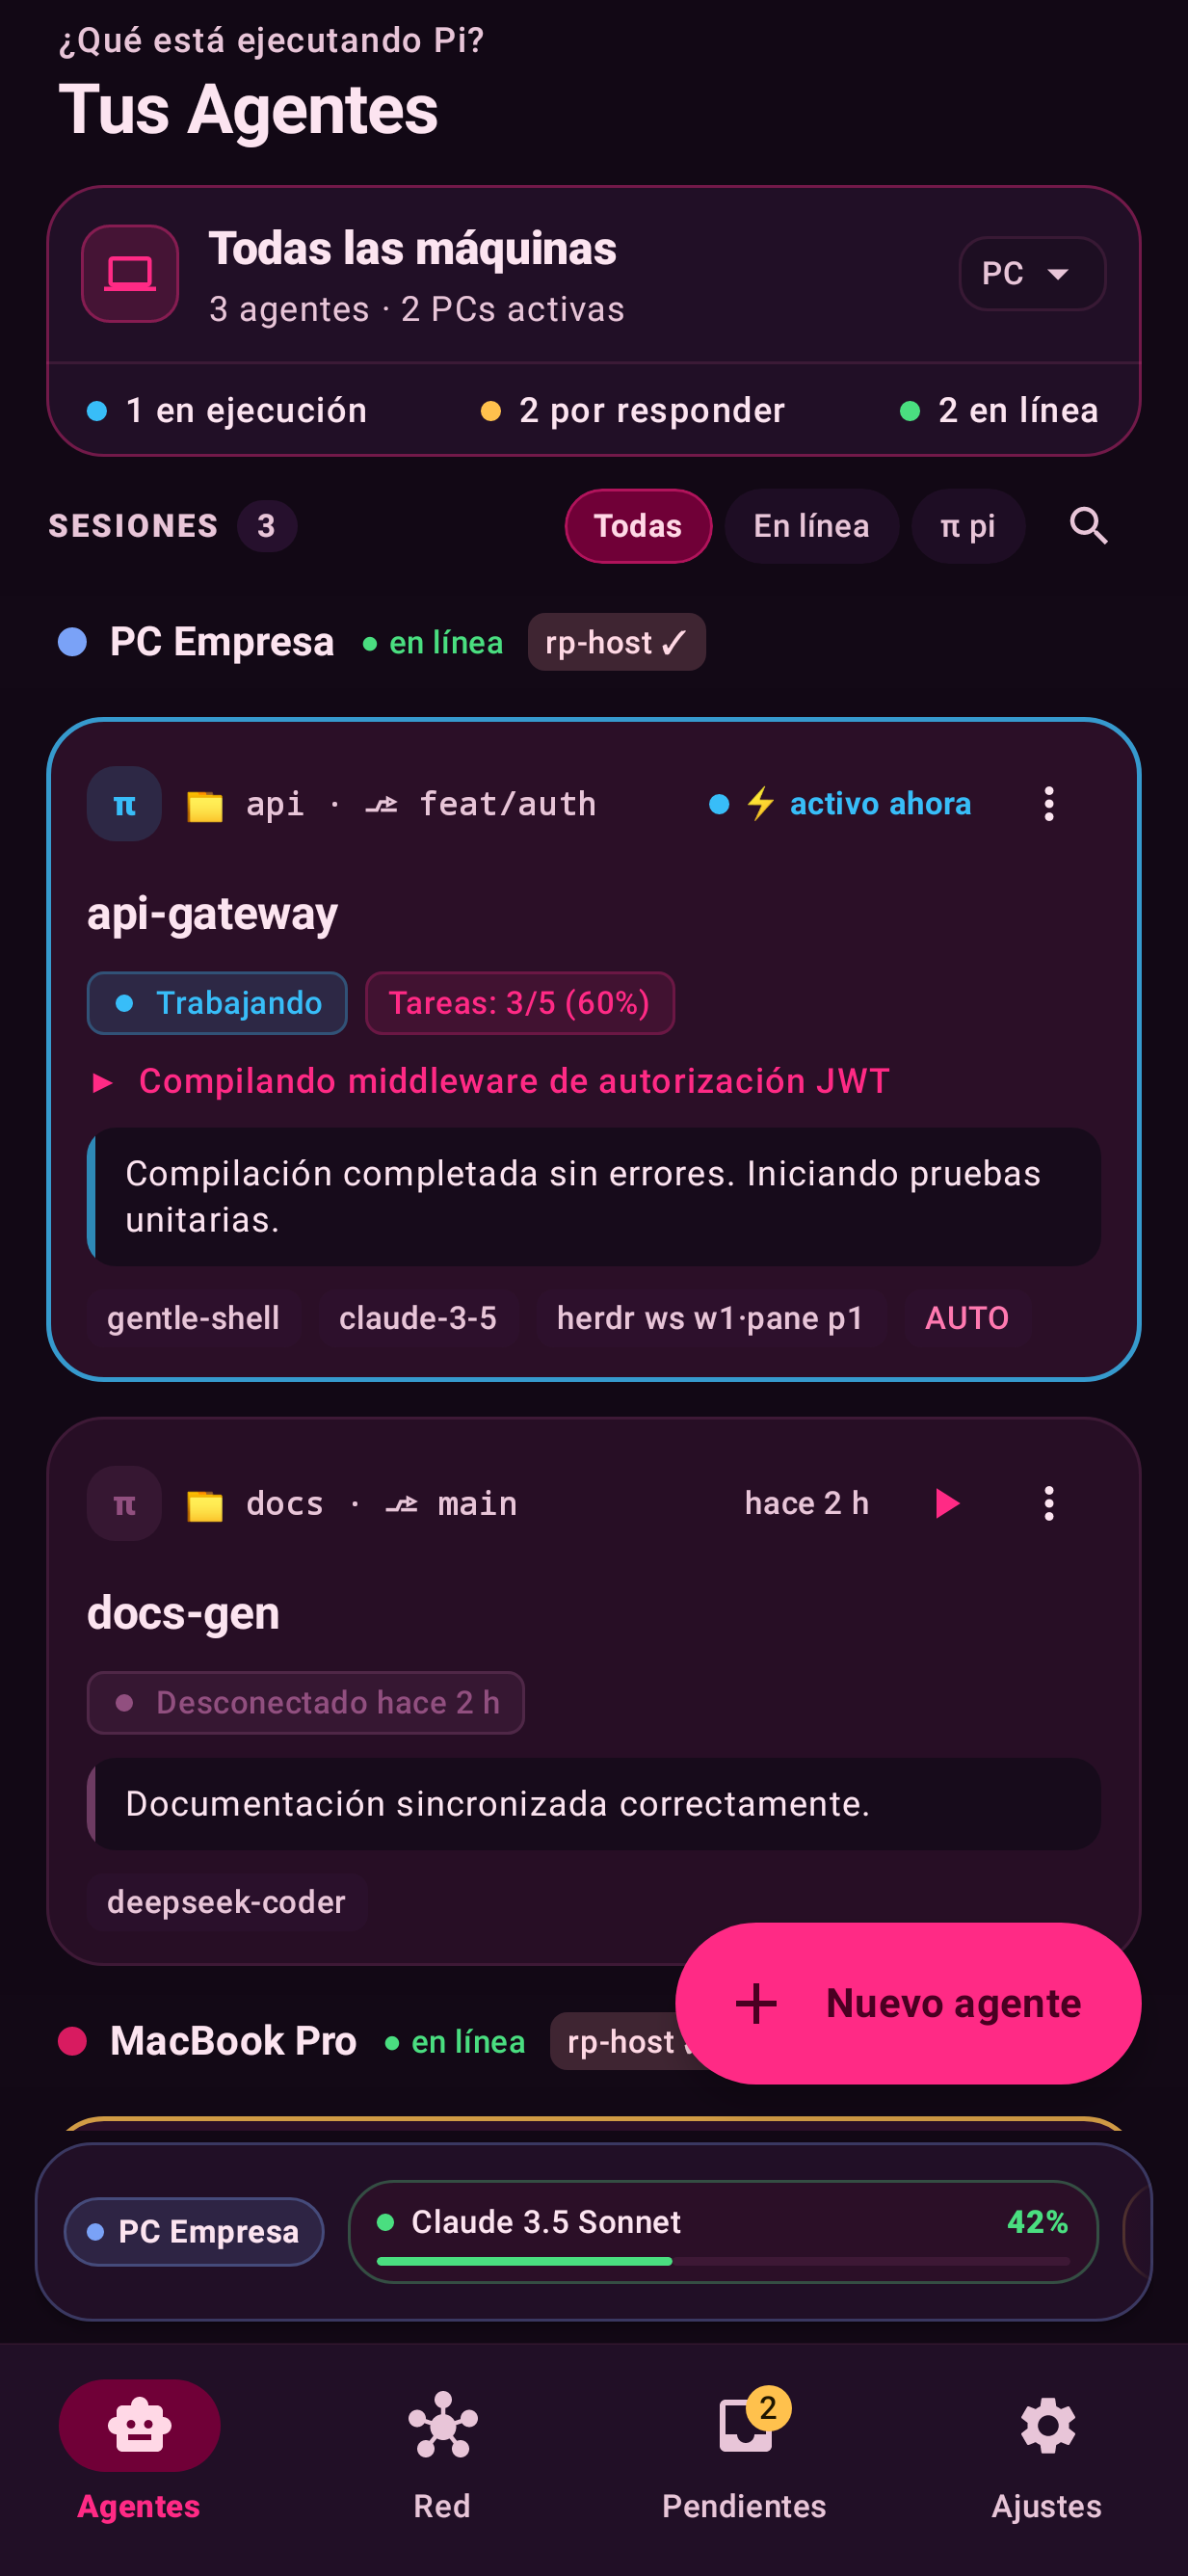 ¿Qué está ejecutando Pi?
Tus Agentes
Todas las máquinas
3 agentes · 2 PCs activas
PC
1 en ejecución
2 por responder
2 en línea
SESIONES 3
Todas
En línea
π pi
PC Empresa
en línea
rp-host ✓
π
api · feat/auth
⚡ activo ahora
api-gateway
Trabajando
Tareas: 3/5 (60%)
► Compilando middleware de autorización JWT
Compilación completada sin errores. Iniciando pruebas
unitarias.
gentle-shell
claude-3-5
herdr ws w1·pane p1
AUTO
π
docs · main
hace 2 h
docs-gen
Desconectado hace 2 h
Documentación sincronizada correctamente.
deepseek-coder
Nuevo agente
MacBook Pro
en línea
rp-host
PC Empresa
Claude 3.5 Sonnet
42%
Agentes
Red
2
Pendientes
Ajustes